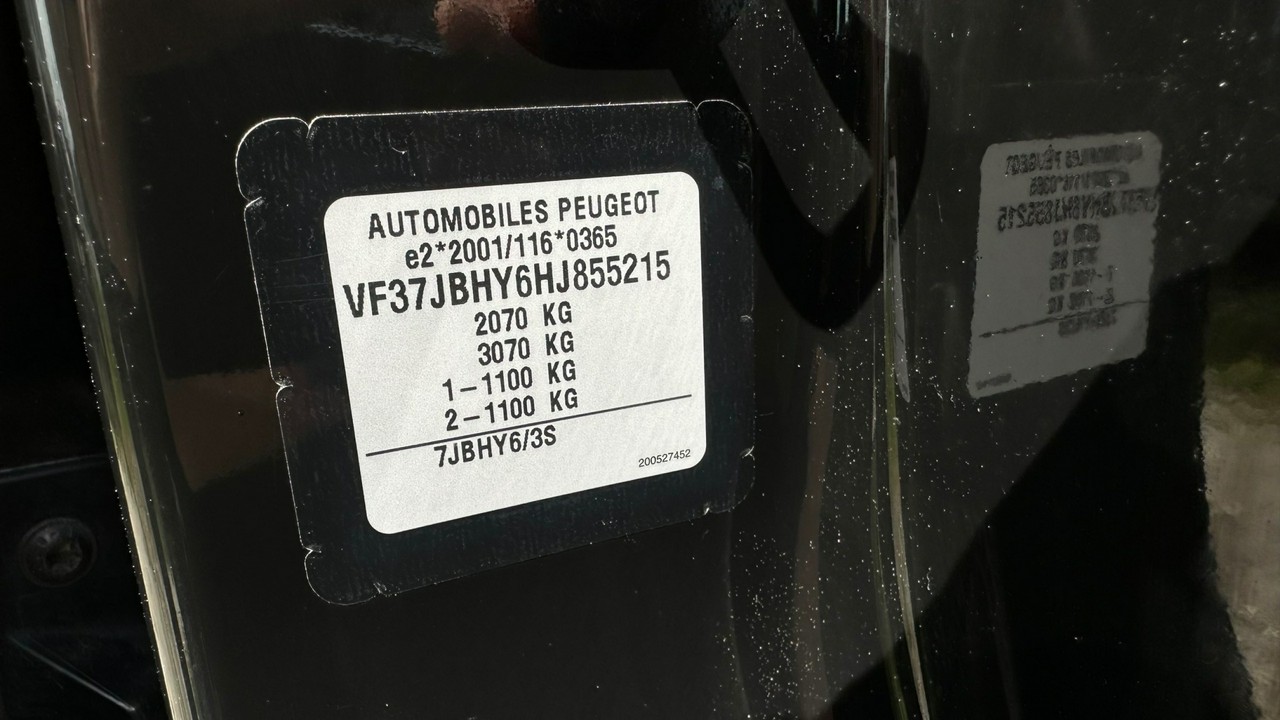 AUTOMOBILES PEUGEOT
e2*2001/116*0365
VF37JBHY6HJ855215
2070 KG
3070 KG
1-1100 KG
2-1100 KG
7JBHY6/3S
200527452